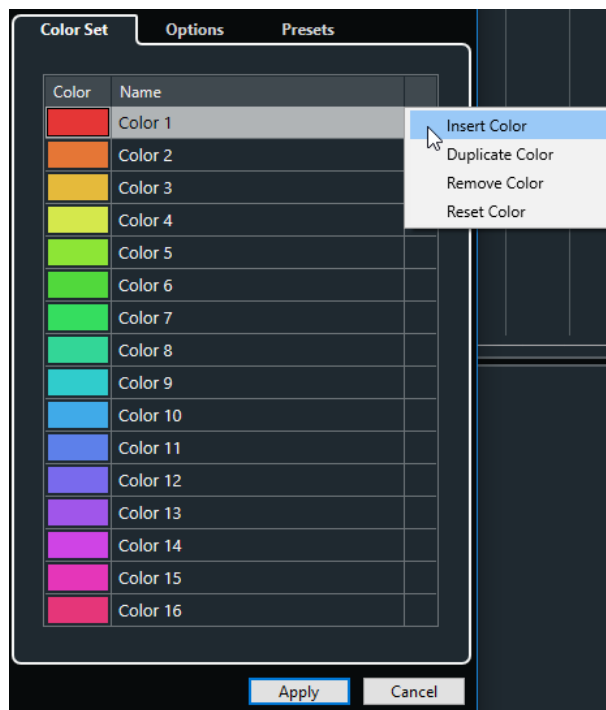 Color Set Options Presets
Color Name
Color 1
Insert Color
Color 2
Duplicate Color
Color 3
Remove Color
Color 4
Reset Color
Color 5
Color 6
Color 7
Color 8
Color 9
Color 10
Color 11
Color 12
Color 13
Color 14
Color 15
Color 16
Apply Cancel